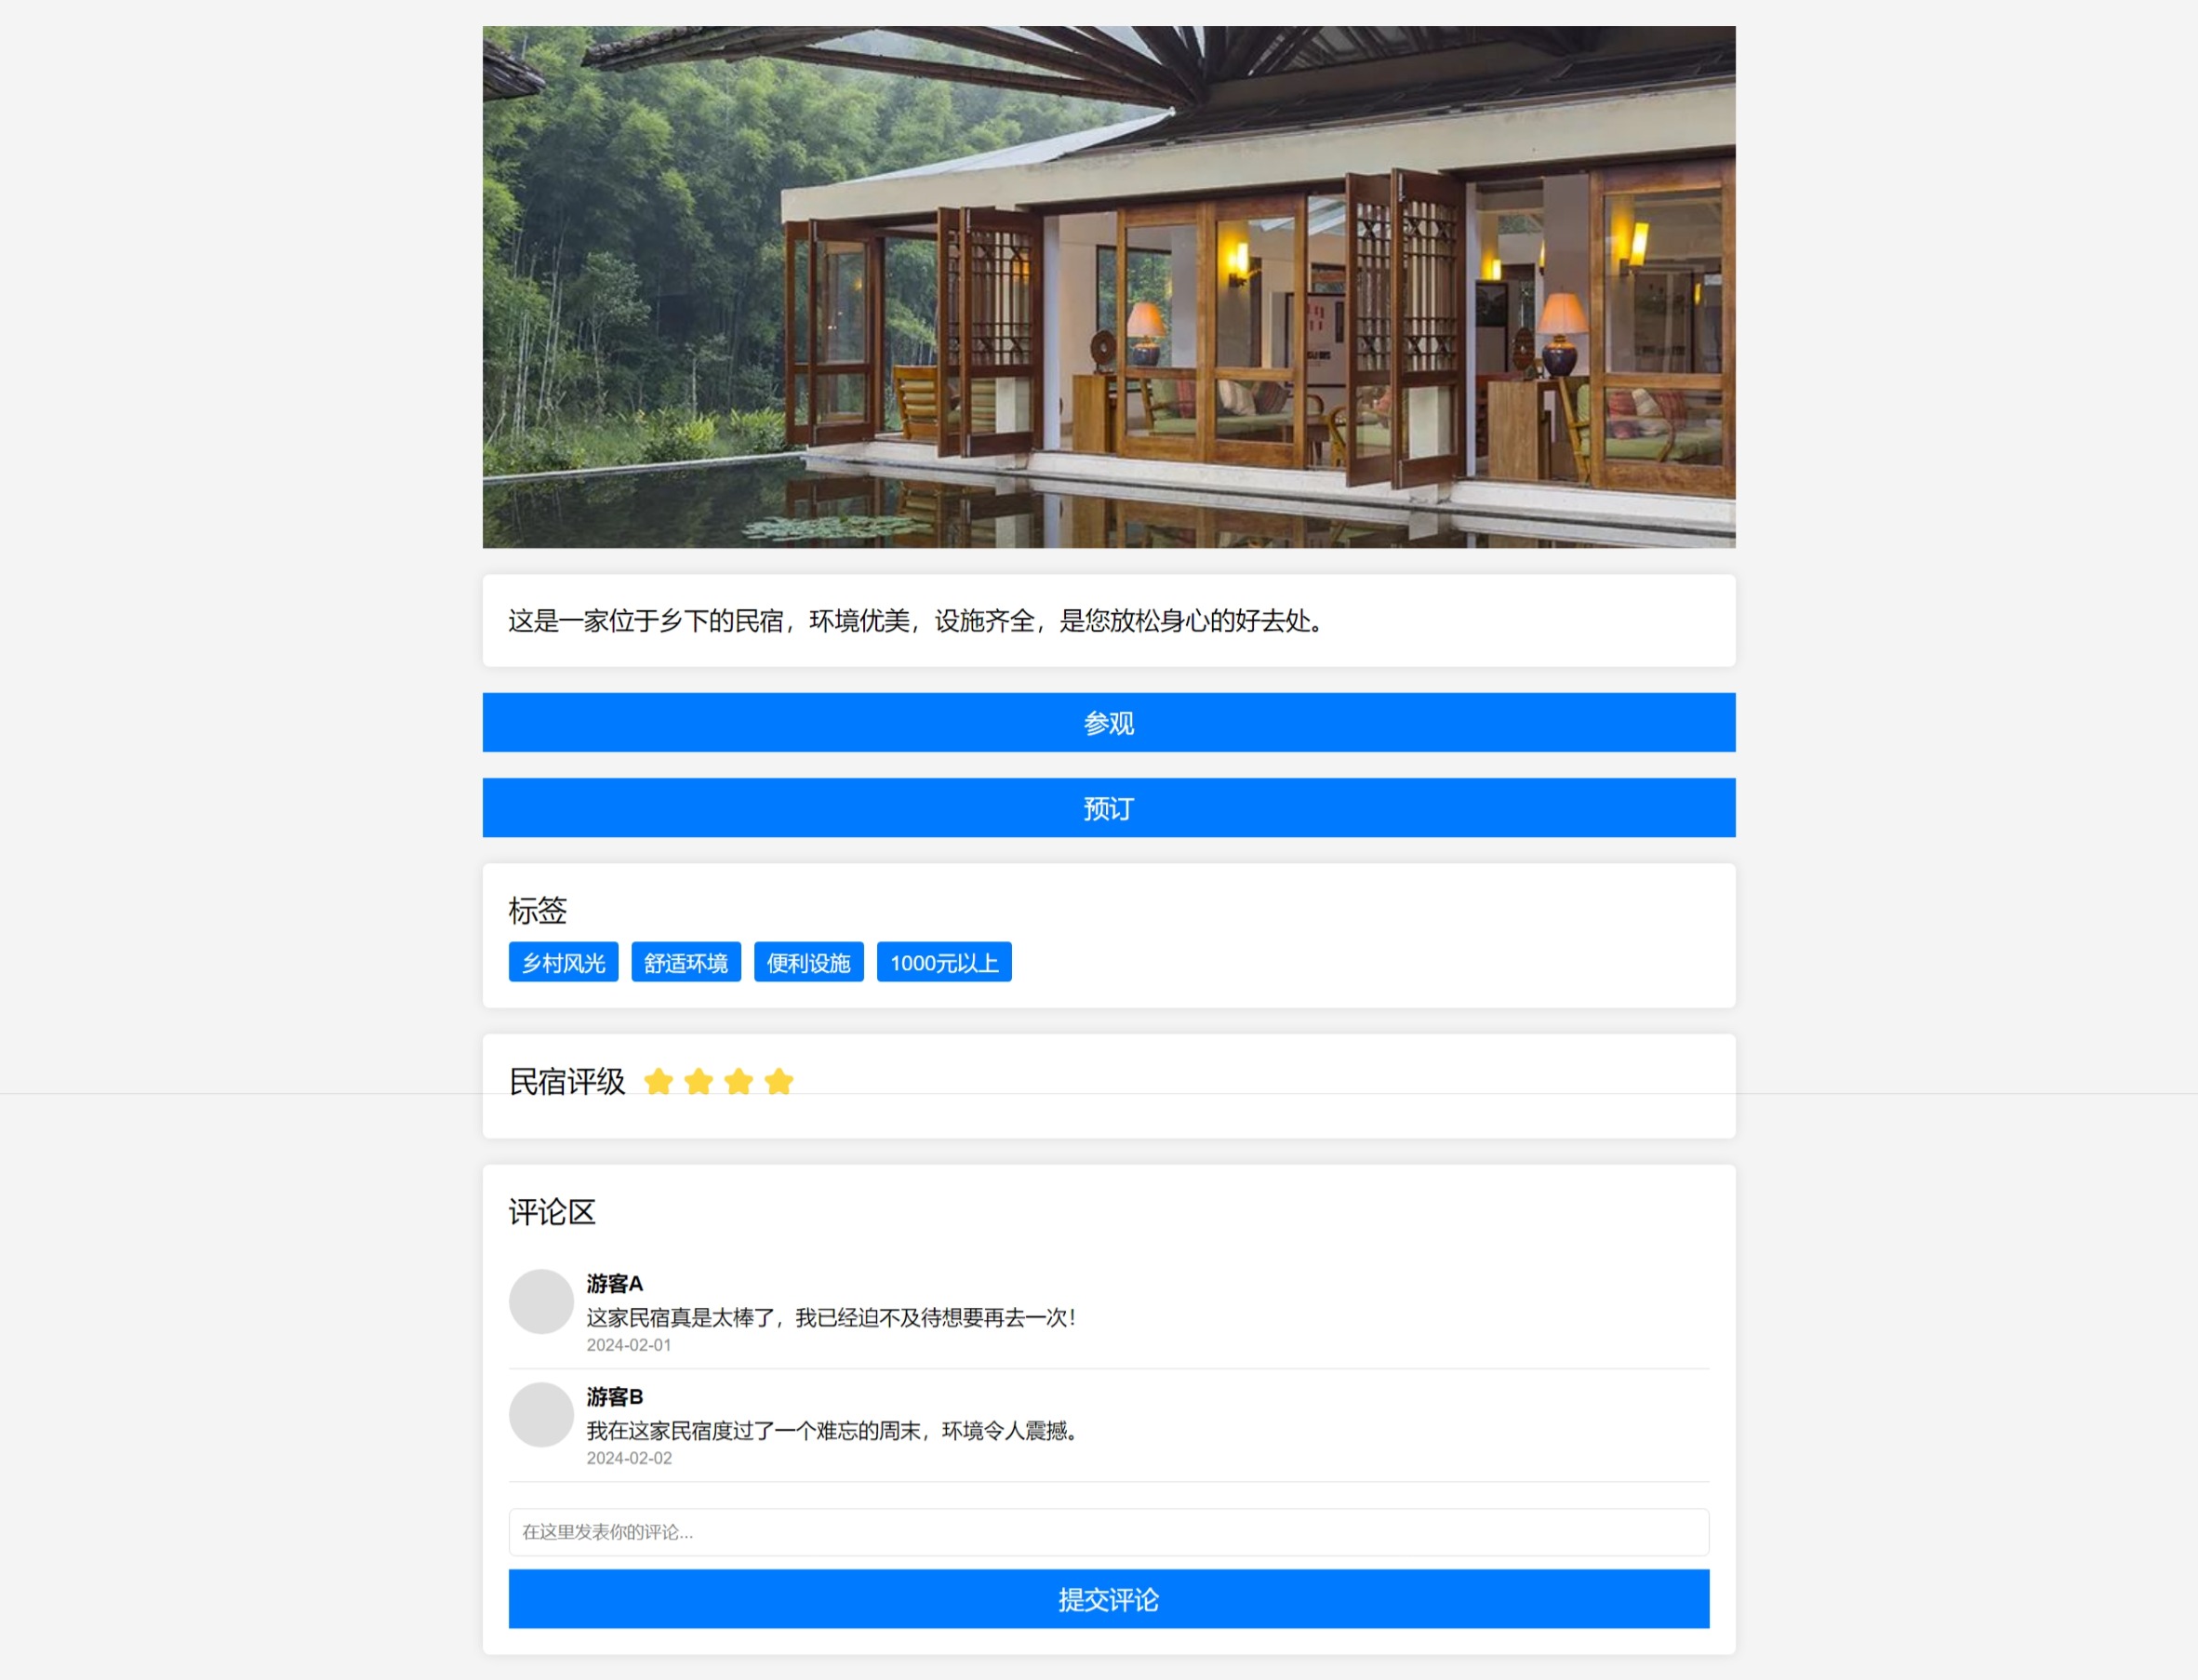 这是一家位于乡下的民宿，环境优美，设施齐全，是您放松身心的好去处。
参观
预订
标签
乡村风光 舒适环境 便利设施 1000元以上
民宿评级
评论区
游客A
这家民宿真是太棒了，我已经迫不及待想要再去一次！
2024-02-01
游客B
我在这家民宿度过了一个难忘的周末，环境令人震撼。
2024-02-02
在这里发表你的评论...
提交评论